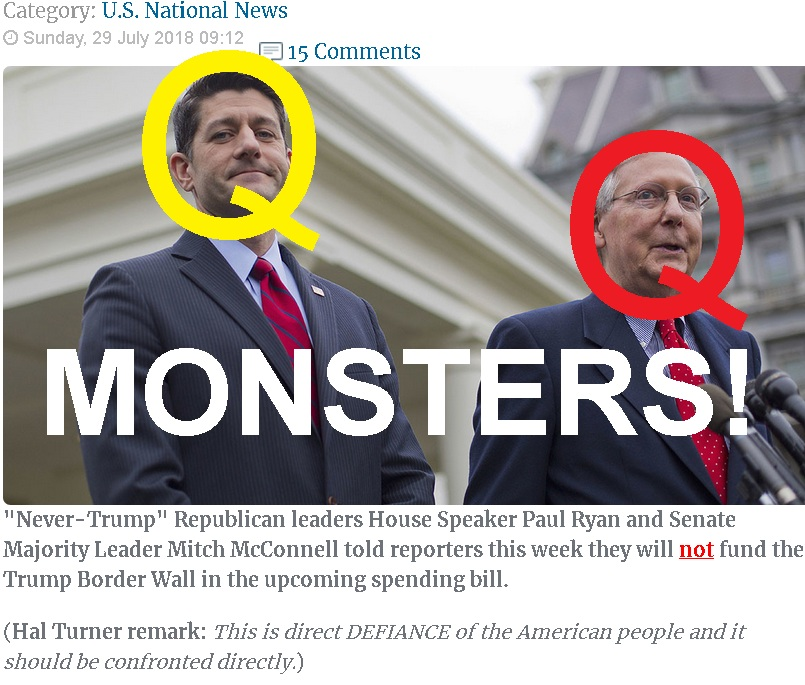 Category: U.S. National News
Sunday, 29 July 2018 09:12
15 Comments
Q
Q
MONSTERS!
"Never-Trump" Republican leaders House Speaker Paul Ryan and Senate
Majority Leader Mitch McConnell told reporters this week they will not fund the
Trump Border Wall in the upcoming spending bill.
(Hal Turner remark: This is direct DEFIANCE of the American people and it
should be confronted directly.)